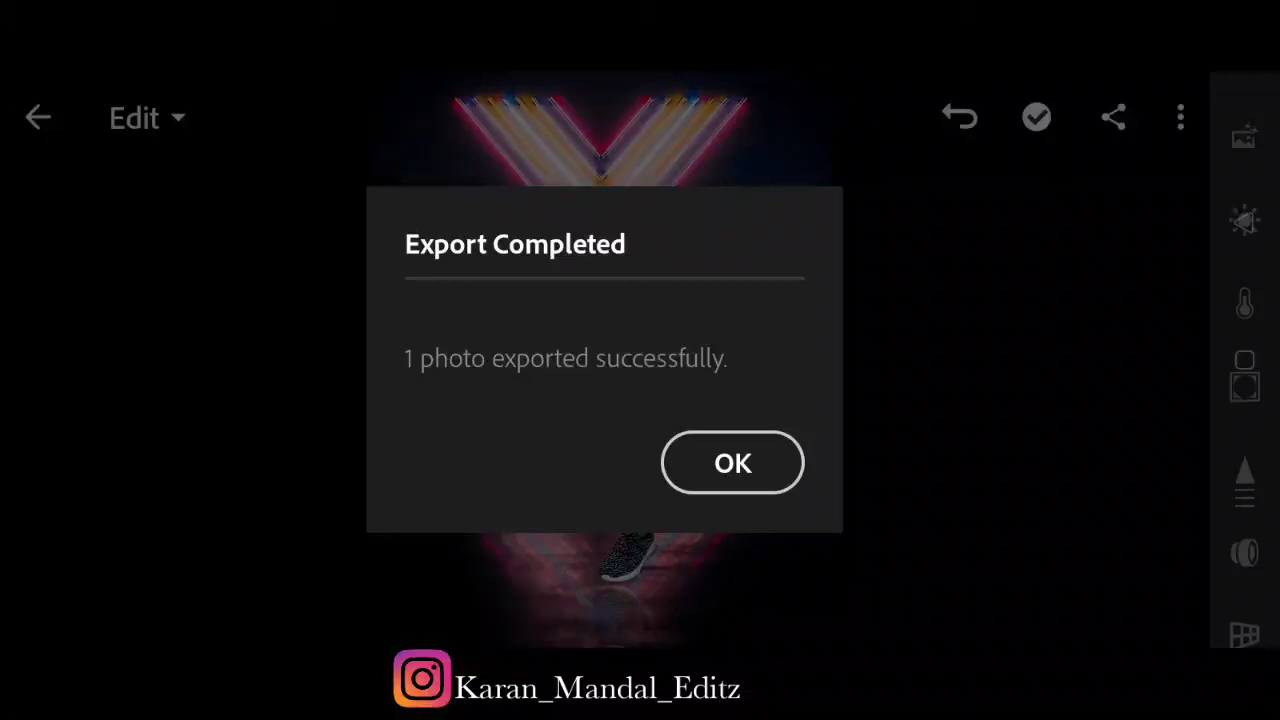 Edit
Export Completed
1 photo exported successfully.
OK
Karan_Mandal_Editz